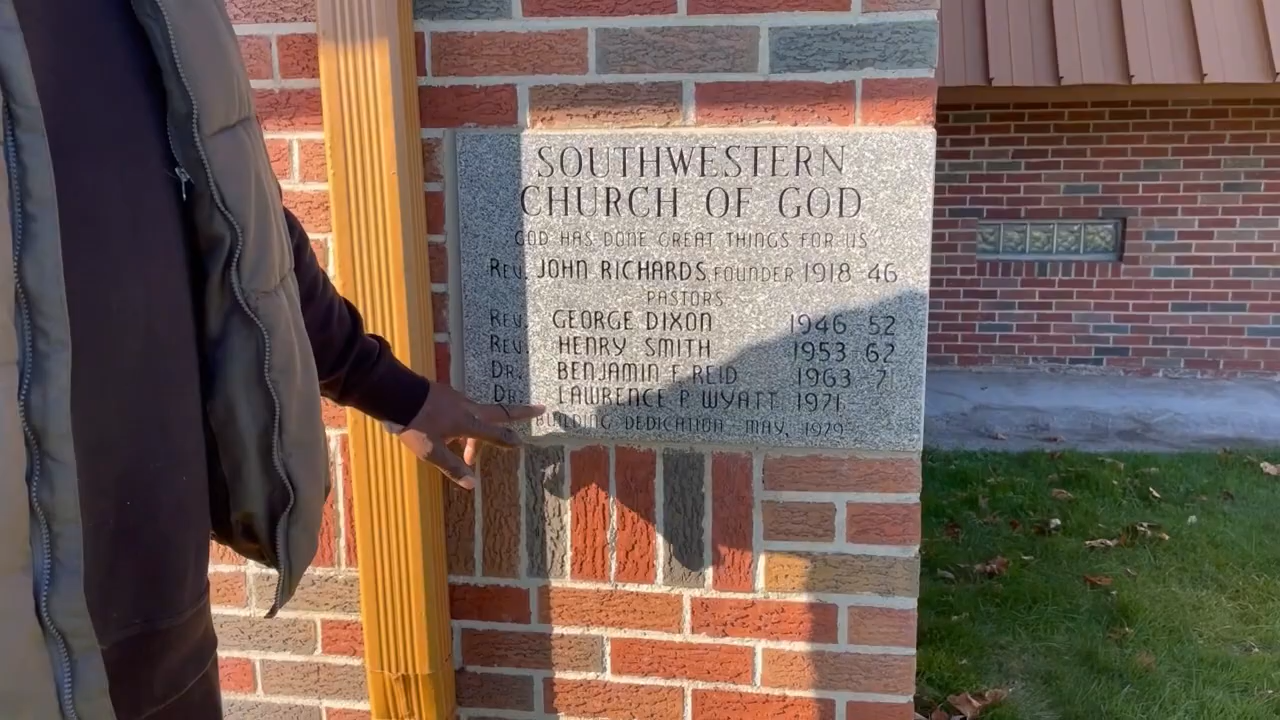 SOUTHWESTERN
CHURCH OF GOD
GOD HAS DONE GREAT THINGS FOR US
REV. JOHN RICHARDS FOUNDER 1918-46
PASTORS
REV. GEORGE DIXON 1946-52
REV. HENRY SMITH 1953-62
DR. BENJAMIN F. REID 1963-71
DR. LAWRENCE P. WYATT 1971
BUILDING DEDICATION - MAY, 1979